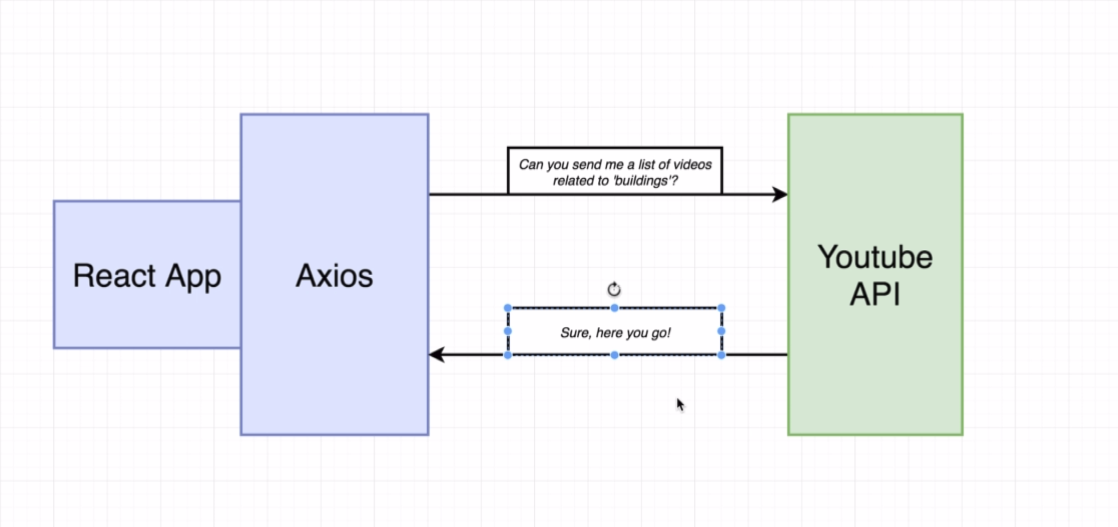 Can you send me a list of videos
related to 'buildings'?
React App
Axios
Youtube
API
Sure, here you go!